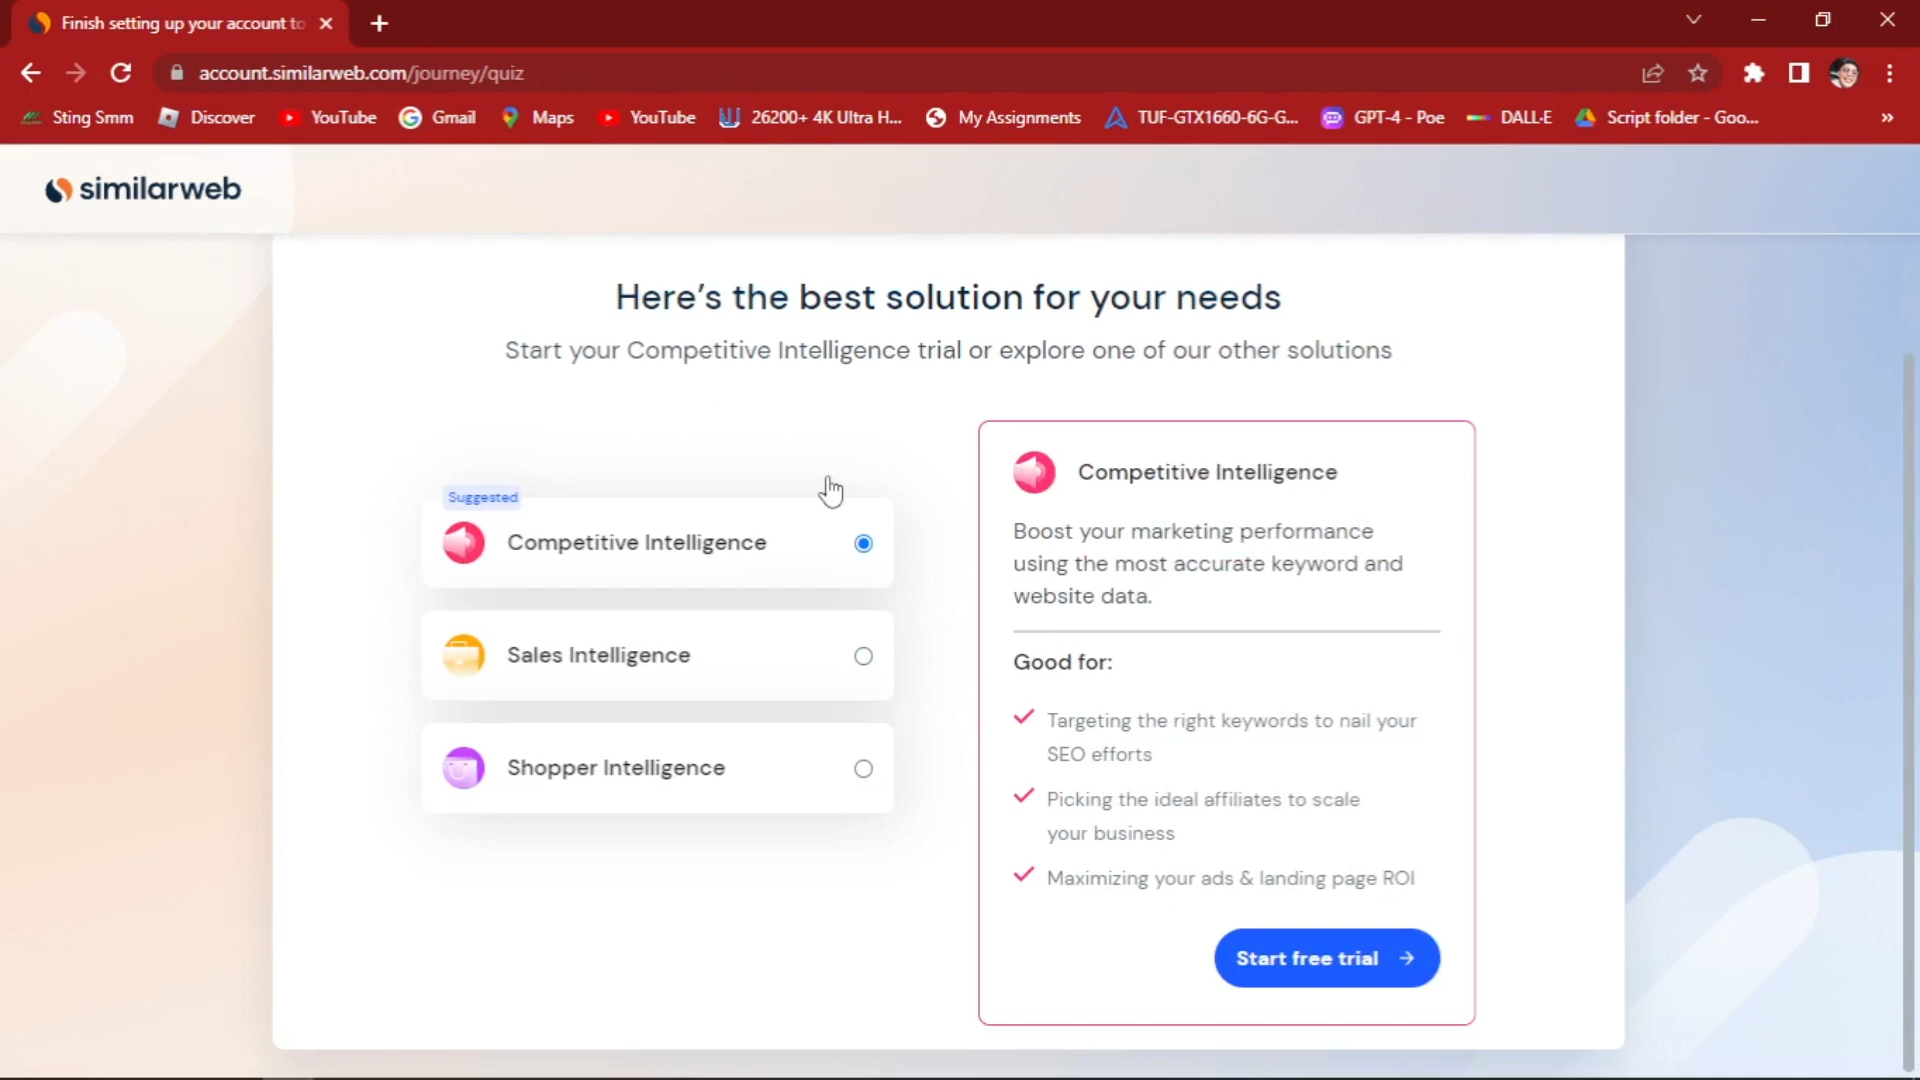 Finish setting up your account to
account.similarweb.com/journey/quiz
Sting Smm
Discover
YouTube
Gmail
Maps
YouTube
26200+ 4K Ultra H...
My Assignments
TUF-GTX1660-6G-G...
GPT-4 - Poe
DALL·E
Script folder - Goo...
»
similarweb
Here's the best solution for your needs
Start your Competitive Intelligence trial or explore one of our other solutions
Suggested
Competitive Intelligence
Sales Intelligence
Shopper Intelligence
Competitive Intelligence
Boost your marketing performance
using the most accurate keyword and
website data.
Good for:
Targeting the right keywords to nail your
SEO efforts
Picking the ideal affiliates to scale
your business
Maximizing your ads & landing page ROI
Start free trial →